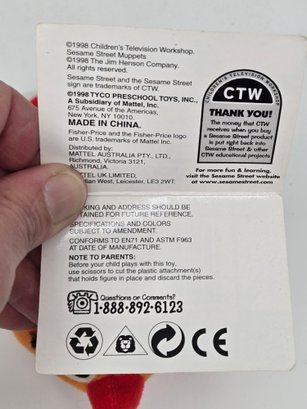 ©1998 Children's Television Workshop.
Sesame Street Muppets
©1998 The Jim Henson Company.
All rights reserved.
Sesame Street and the Sesame Street
sign are trademarks of CTW.
©1998 TYCO PRESCHOOL TOYS, INC.,
A Subsidiary of Mattel, Inc.
675 Avenue of the Americas,
New York, NY 10010.
MADE IN CHINA.
Fisher-Price and the Fisher-Price logo
are U.S. trademarks of Mattel, Inc.
Distributed by:
MATTEL AUSTRALIA PTY., LTD.,
Richmond, Victoria 3121,
AUSTRALIA.
TEL UK LIMITED,
West, Leicester, LE3 2WT.
CHILDREN'S TELEVISION WORKSHOP
CTW
THANK YOU!
The money that CTW
receives when you buy
a Sesame Street product
is put right back into
Sesame Street & other
CTW educational projects
For more fun & learning,
visit the Sesame Street website
at www.sesamestreet.com
KING AND ADDRESS SHOULD BE
TAINED FOR FUTURE REFERENCE.
SPECIFICATIONS AND COLORS
SUBJECT TO AMENDMENT.
CONFORMS TO EN71 AND ASTM F963
AT DATE OF MANUFACTURE.
NOTE TO PARENTS:
Before your child plays with this toy,
use scissors to cut the plastic attachment(s)
that holds figure in place and discard the pieces.
Questions or Comments?
1-888-892-6123
CE